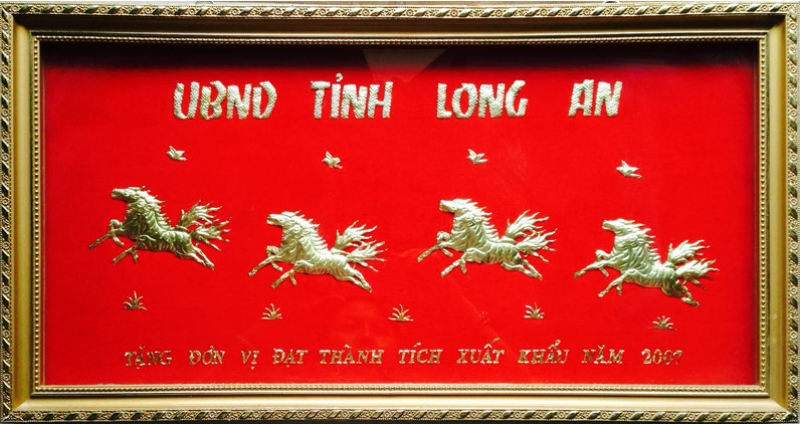 UBND TỈNH LONG AN
TẶNG ĐƠN VỊ ĐẠT THÀNH TÍCH XUẤT KHẨU NĂM 2007